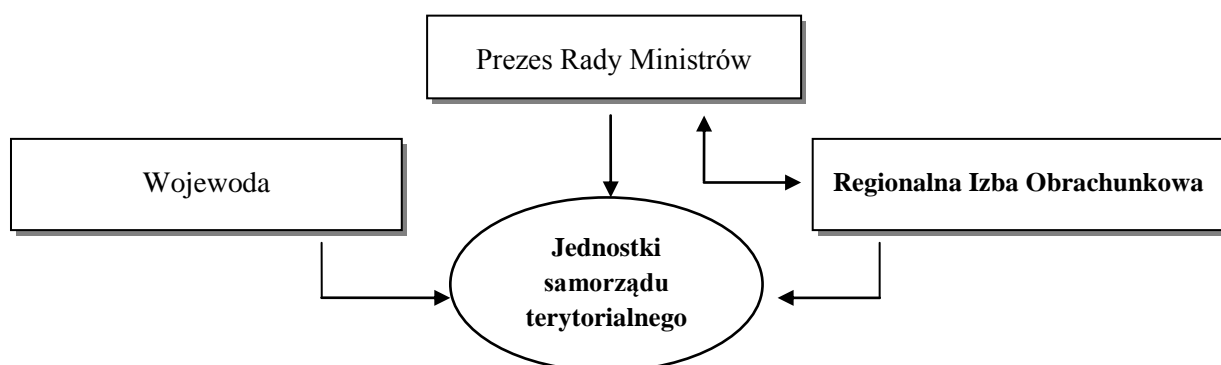 Prezes Rady Ministrów
Wojewoda
Regionalna Izba Obrachunkowa
Jednostki
samorządu
terytorialnego